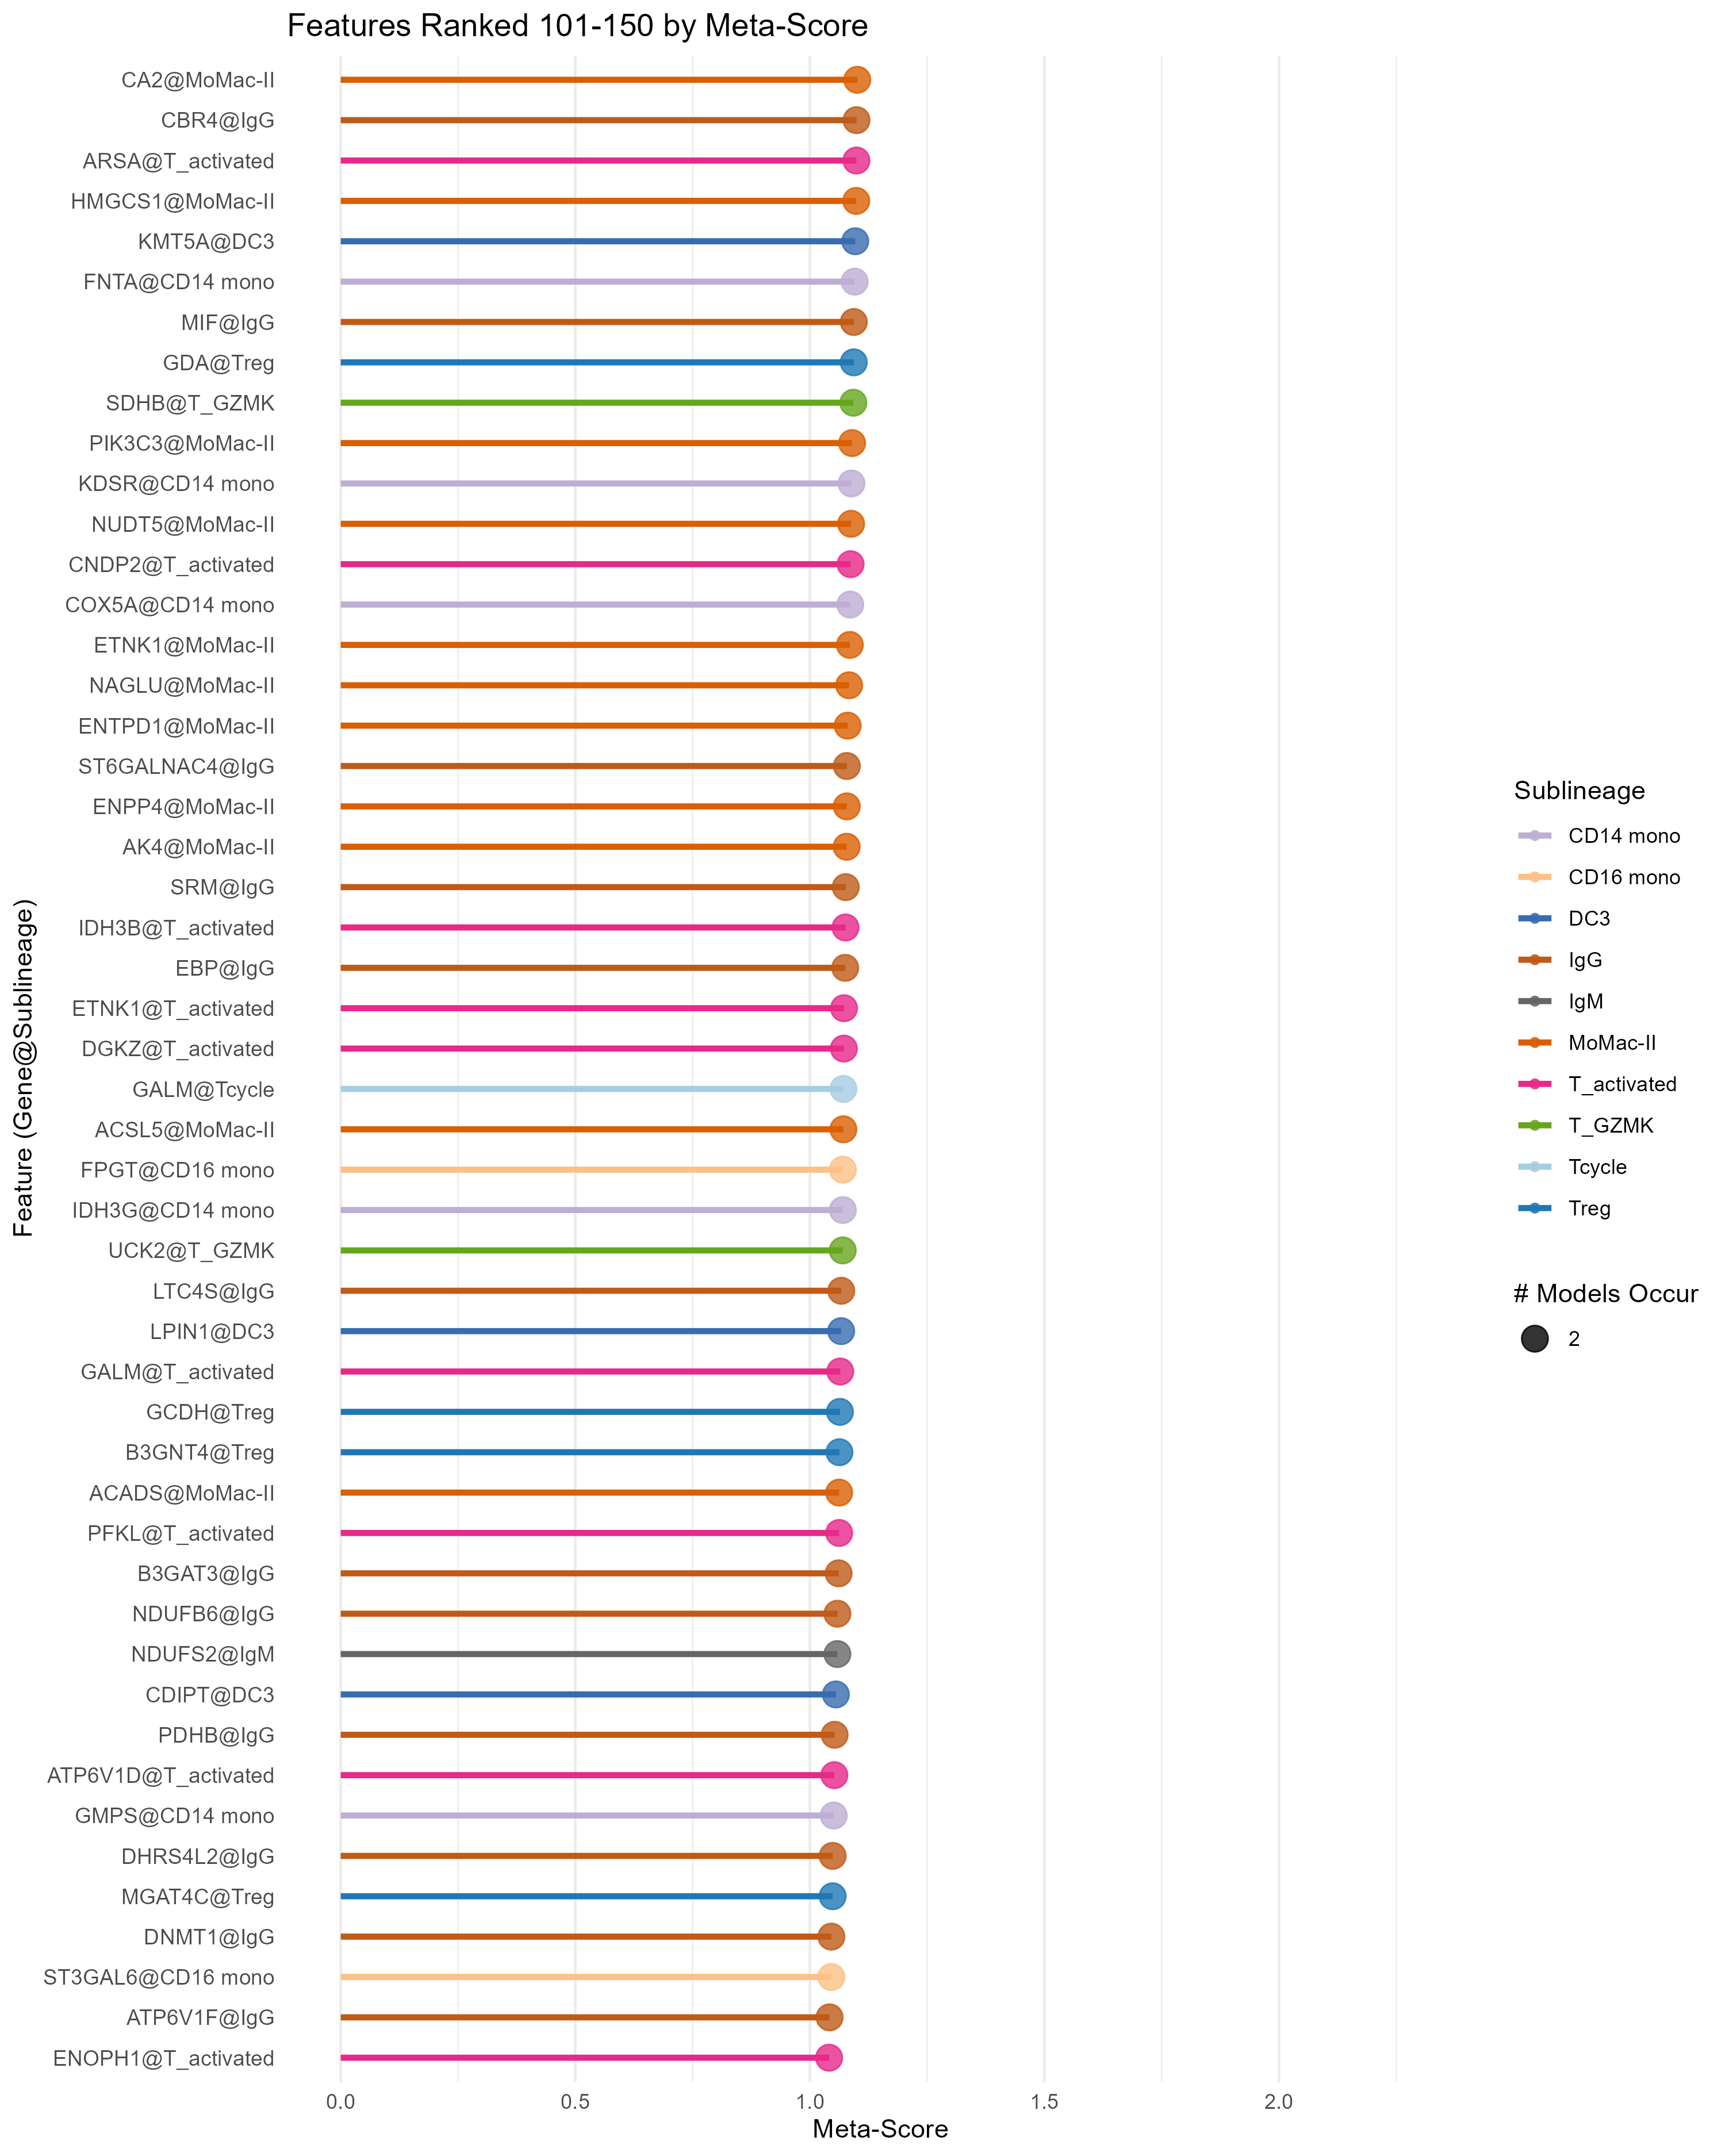 Features Ranked 101-150 by Meta-Score
CA2@MoMac-II
CBR4@IgG
ARSA@T_activated
HMGCS1@MoMac-II
KMT5A@DC3
FNTA@CD14 mono
MIF@IgG
GDA@Treg
SDHB@T_GZMK
PIK3C3@MoMac-II
KDSR@CD14 mono
NUDT5@MoMac-II
CNDP2@T_activated
COX5A@CD14 mono
ETNK1@MoMac-II
NAGLU@MoMac-II
ENTPD1@MoMac-II
ST6GALNAC4@IgG
ENPP4@MoMac-II
AK4@MoMac-II
SRM@IgG
IDH3B@T_activated
EBP@IgG
ETNK1@T_activated
DGKZ@T_activated
GALM@Tcycle
ACSL5@MoMac-II
FPGT@CD16 mono
IDH3G@CD14 mono
UCK2@T_GZMK
LTC4S@IgG
LPIN1@DC3
GALM@T_activated
GCDH@Treg
B3GNT4@Treg
ACADS@MoMac-II
PFKL@T_activated
B3GAT3@IgG
NDUFB6@IgG
NDUFS2@IgM
CDIPT@DC3
PDHB@IgG
ATP6V1D@T_activated
GMPS@CD14 mono
DHRS4L2@IgG
MGAT4C@Treg
DNMT1@IgG
ST3GAL6@CD16 mono
ATP6V1F@IgG
ENOPH1@T_activated
Feature (Gene@Sublineage)
0.0
0.5
1.0
1.5
2.0
Meta-Score
Sublineage
CD14 mono
CD16 mono
DC3
IgG
IgM
MoMac-II
T_activated
T_GZMK
Tcycle
Treg
# Models Occur
2